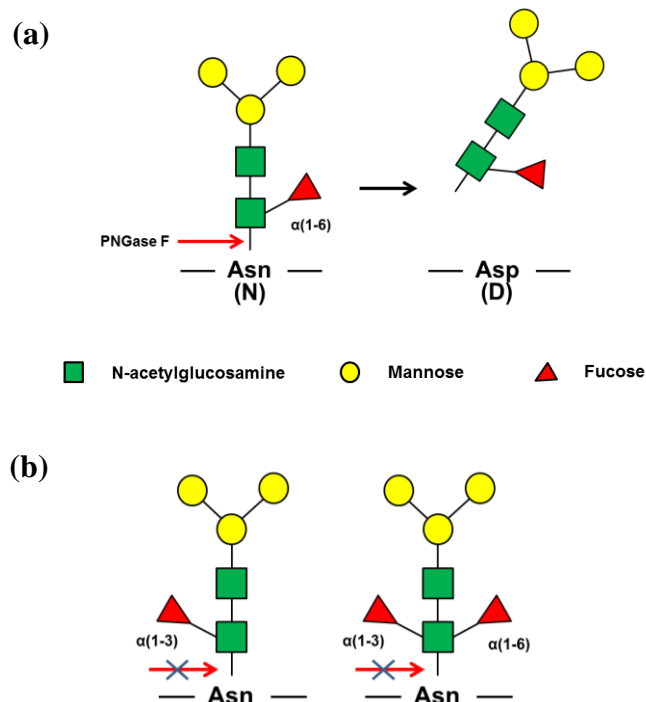 (a)
α(1-6)
PNGase F
Asn
(N)
Asp
(D)
N-acetylglucosamine
Mannose
Fucose
(b)
α(1-3)
Asn
α(1-3)
α(1-6)
Asn